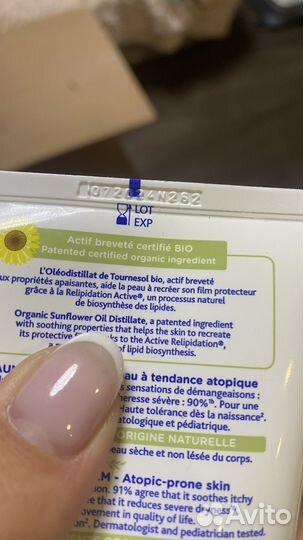 072024N262
LOT
EXP
Actif breveté certifié BIO
Patented certified organic ingredient
L'Oléodistillat de Tournesol bio, actif breveté
aux propriétés apaisantes, aide la peau à recréer son film protecteur
grâce à la Relipidation Active®, un processus naturel
de biosynthèse des lipides.
Organic Sunflower Oil Distillate, a patented ingredient
with soothing properties that helps the skin to recreate
its protective to the Active Relipidation®,
of lipid biosynthesis.
à tendance atopique
sensations de démangeaisons :
sévère : 90%
Pour une
Haute tolérance dès la naissance
et pédiatrique.
ORIGINE NATURELLE
sèche et non lésée du corps.
- Atopic-prone skin
91% agree that it soothes itchy
that it reduces severe dryness
in quality of life.
Dermatologist and pediatrician tested.
Avito